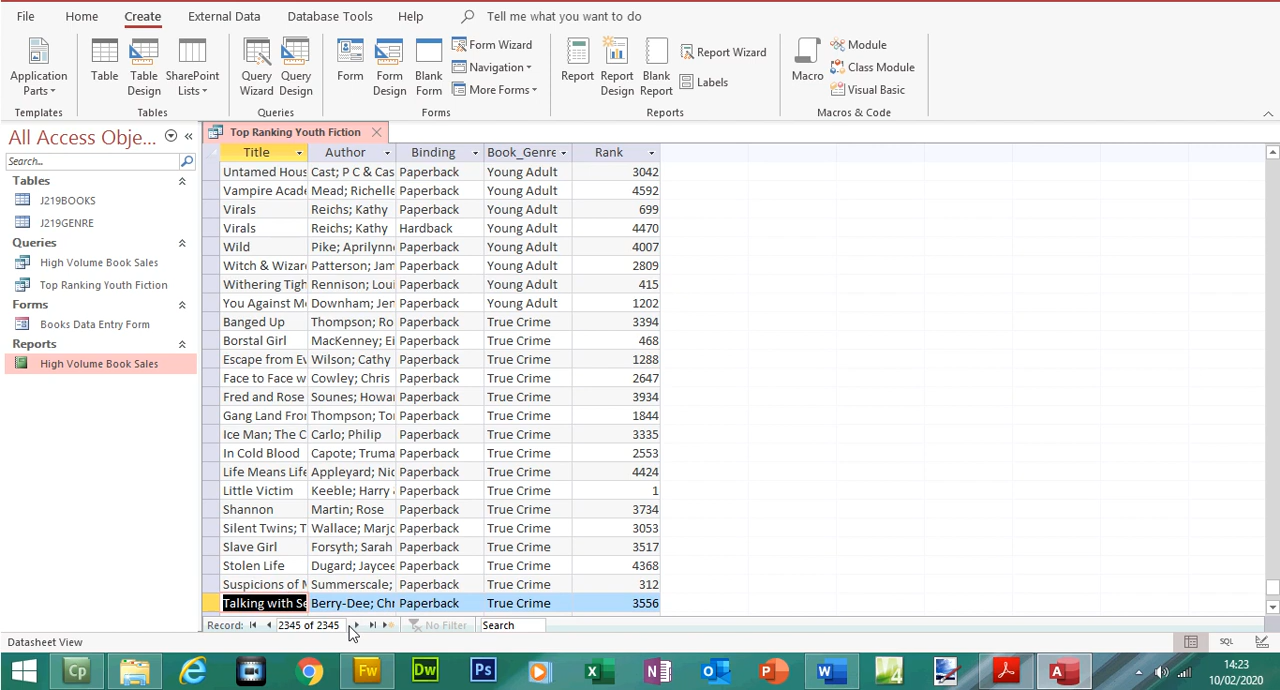 File Home Create External Data Database Tools Help Tell me what you want to do
Application Parts Table Table Design SharePoint Lists Query Wizard Query Design Form Form Design Blank Form Form Wizard Navigation More Forms Report Report Design Blank Report Report Wizard Labels Macro Module Class Module Visual Basic
Templates Tables Queries Forms Reports Macros & Code
All Access Obje... «
Search...
Tables
J219BOOKS
J219GENRE
Queries
High Volume Book Sales
Top Ranking Youth Fiction
Forms
Books Data Entry Form
Reports
High Volume Book Sales
Top Ranking Youth Fiction
Title Author Binding Book_Genre Rank
Untamed Hous Cast; P C & Cas Paperback Young Adult 3042
Vampire Acade Mead; Richelle Paperback Young Adult 4592
Virals Reichs; Kathy Paperback Young Adult 699
Virals Reichs; Kathy Hardback Young Adult 4470
Wild Pike; Aprilynne Paperback Young Adult 4007
Witch & Wizar Patterson; Jam Paperback Young Adult 2809
Withering Tigh Rennison; Loui Paperback Young Adult 415
You Against Me Downham; Jen Paperback Young Adult 1202
Banged Up Thompson; Ro Paperback True Crime 3394
Borstal Girl MacKenney; Ei Paperback True Crime 468
Escape from Ev Wilson; Cathy Paperback True Crime 1288
Face to Face w Cowley; Chris Paperback True Crime 2647
Fred and Rose Sounes; Howar Paperback True Crime 3934
Gang Land Fror Thompson; Tor Paperback True Crime 1844
Ice Man; The C Carlo; Philip Paperback True Crime 3335
In Cold Blood Capote; Truma Paperback True Crime 2553
Life Means Life Appleyard; Nic Paperback True Crime 4424
Little Victim Keeble; Harry & Paperback True Crime 1
Shannon Martin; Rose Paperback True Crime 3734
Silent Twins; T Wallace; Marjo Paperback True Crime 3053
Slave Girl Forsyth; Sarah Paperback True Crime 3517
Stolen Life Dugard; Jaycee Paperback True Crime 4368
Suspicions of M Summerscale; Paperback True Crime 312
Talking with Se Berry-Dee; Chr Paperback True Crime 3556
Record: 2345 of 2345 No Filter Search
Datasheet View SQL
Cp Fw Dw Ps 14:23
10/02/2020